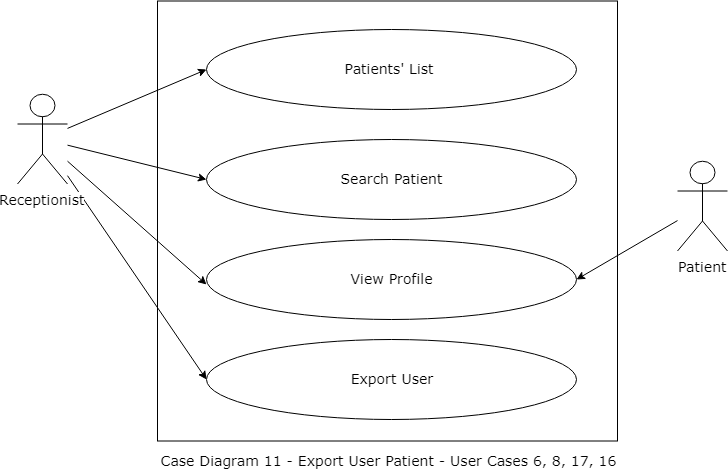 Patients' List
Search Patient
Receptionist
Patient
View Profile
Export User
Case Diagram 11 - Export User Patient - User Cases 6, 8, 17, 16